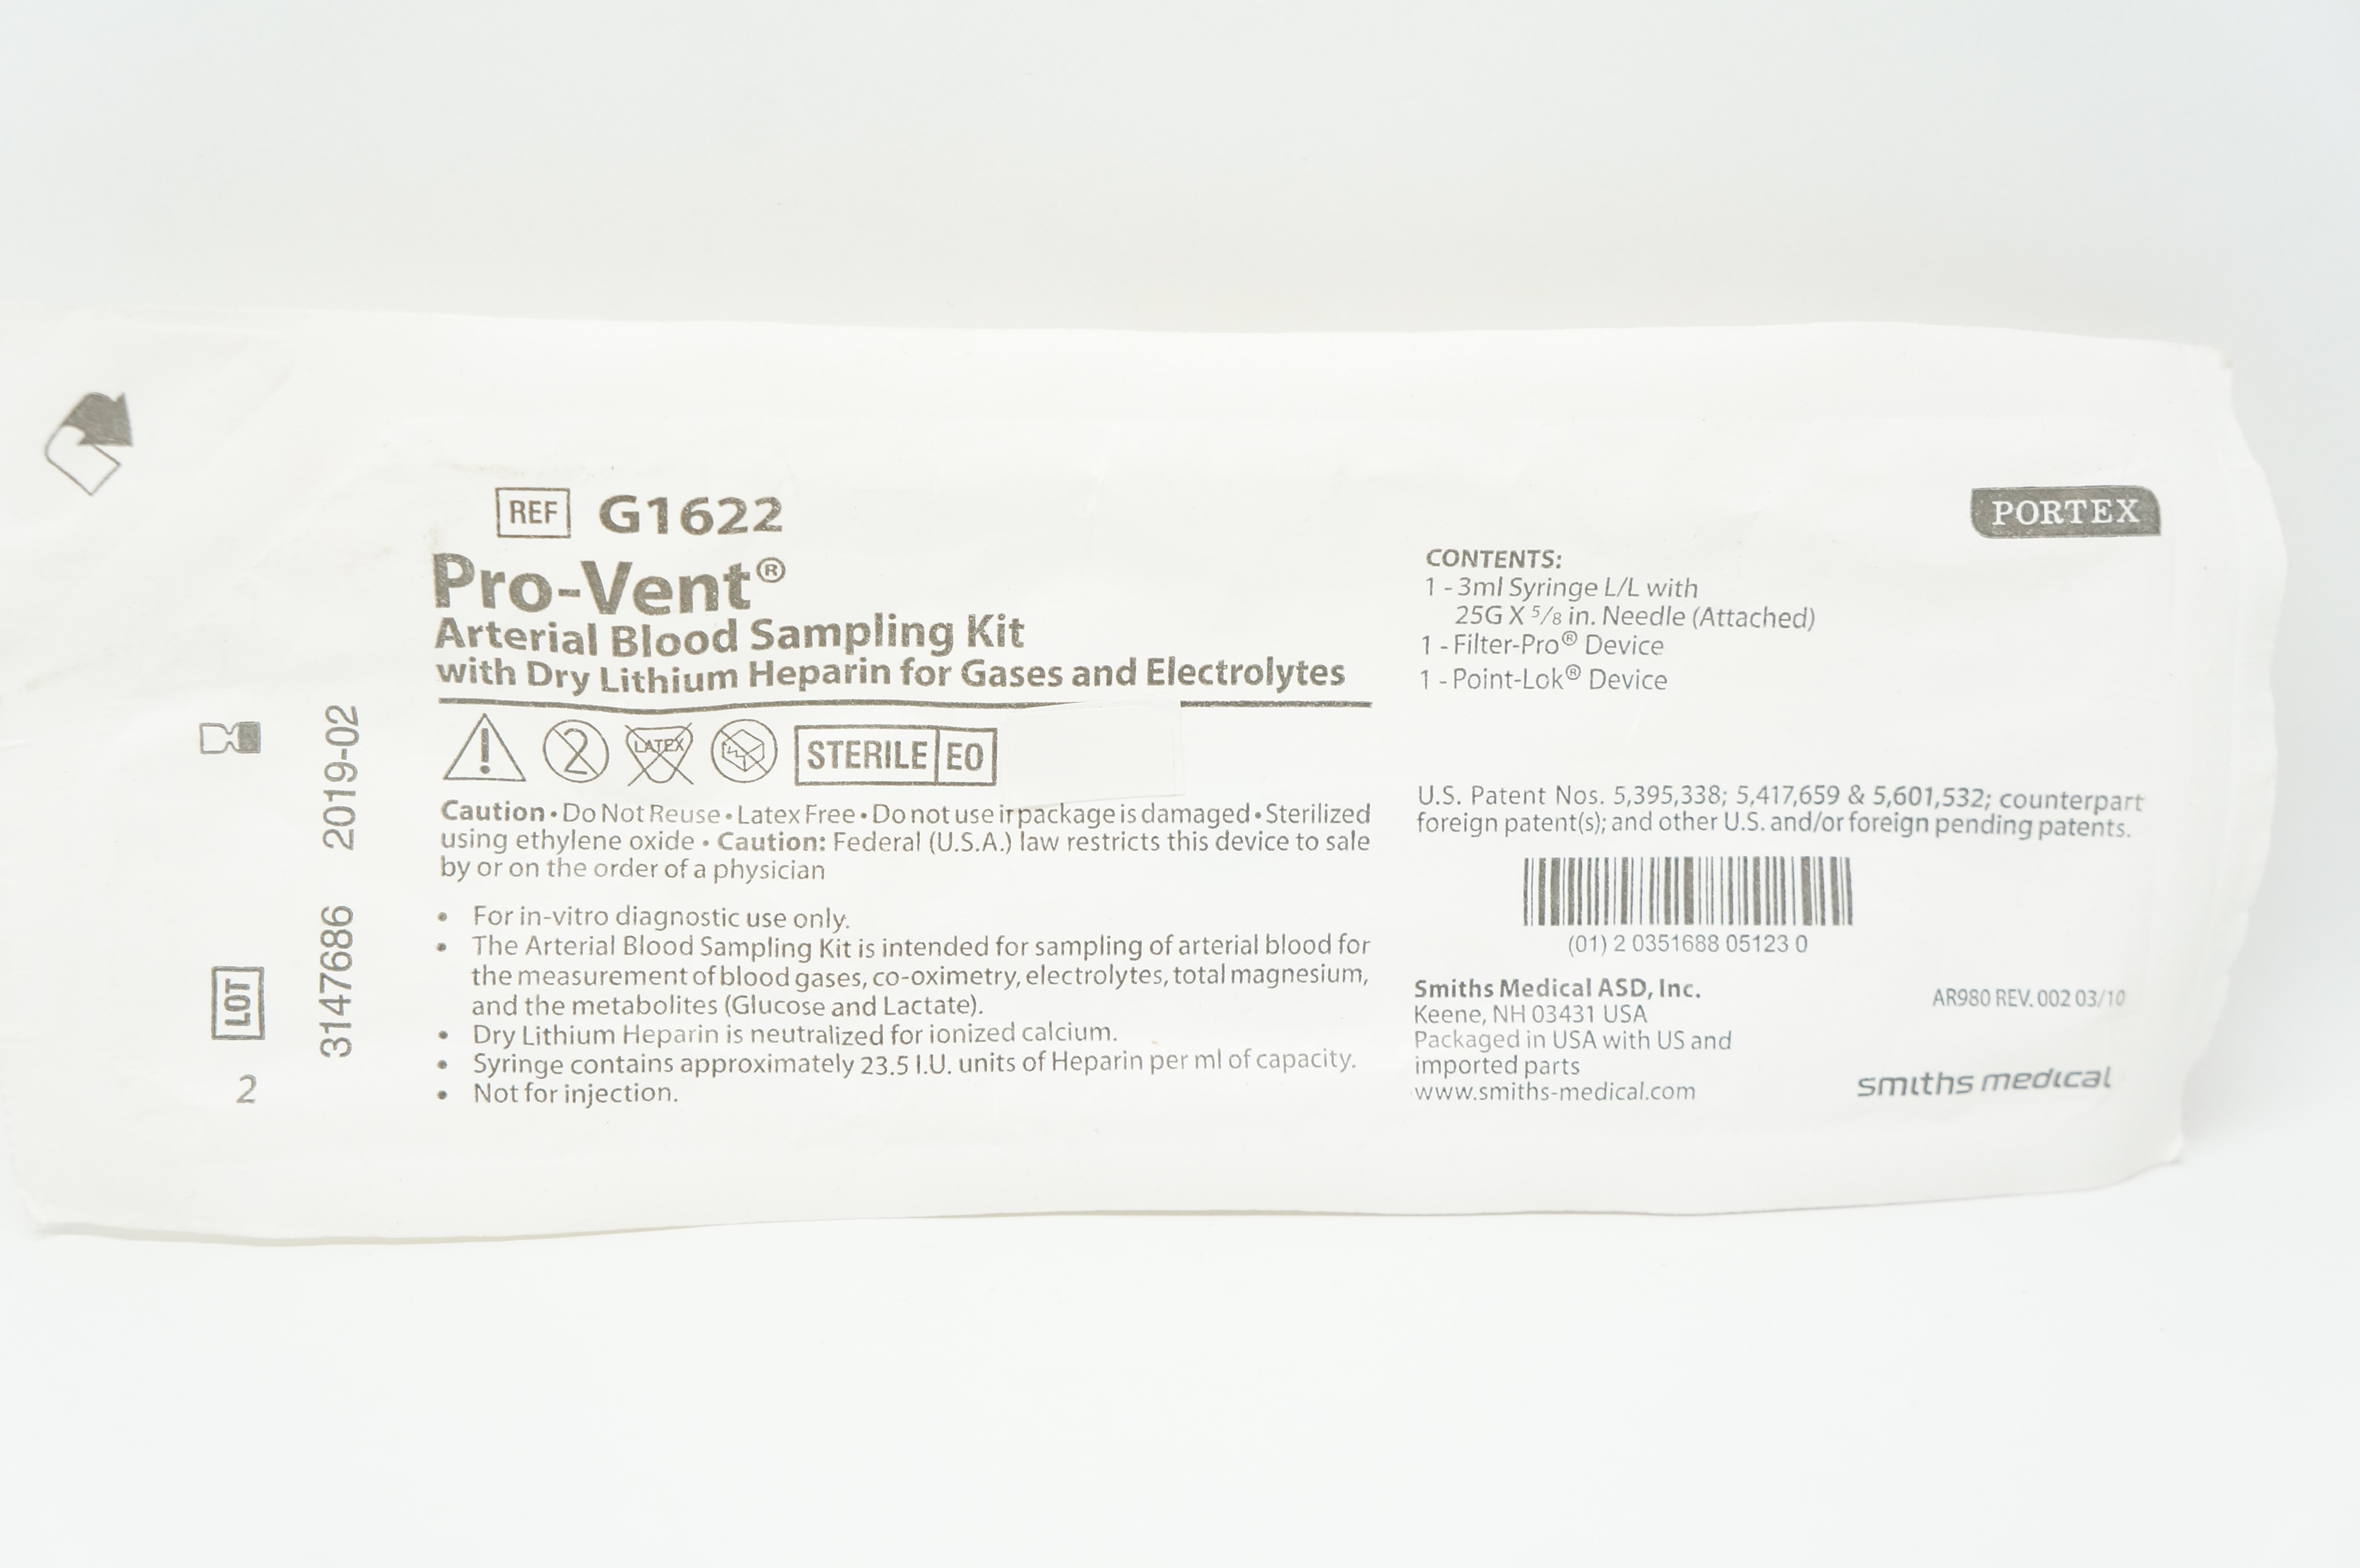 REF G1622
Pro-Vent®
Arterial Blood Sampling Kit
with Dry Lithium Heparin for Gases and Electrolytes
2 LATEX STERILE EO
Caution • Do Not Reuse • Latex Free • Do not use if package is damaged • Sterilized
using ethylene oxide • Caution: Federal (U.S.A.) law restricts this device to sale
by or on the order of a physician
• For in-vitro diagnostic use only.
• The Arterial Blood Sampling Kit is intended for sampling of arterial blood for
the measurement of blood gases, co-oximetry, electrolytes, total magnesium,
and the metabolites (Glucose and Lactate).
• Dry Lithium Heparin is neutralized for ionized calcium.
• Syringe contains approximately 23.5 I.U. units of Heparin per ml of capacity.
• Not for injection.
2019-02
LOT
3147686
2
PORTEX
CONTENTS:
1 - 3ml Syringe L/L with
25G X 5/8 in. Needle (Attached)
1 - Filter-Pro® Device
1 - Point-Lok® Device
U.S. Patent Nos. 5,395,338; 5,417,659 & 5,601,532; counterpart
foreign patent(s); and other U.S. and/or foreign pending patents.
(01) 2 0351688 05123 0
Smiths Medical ASD, Inc.
Keene, NH 03431 USA
Packaged in USA with US and
imported parts
www.smiths-medical.com
AR980 REV. 002 03/10
smiths medical